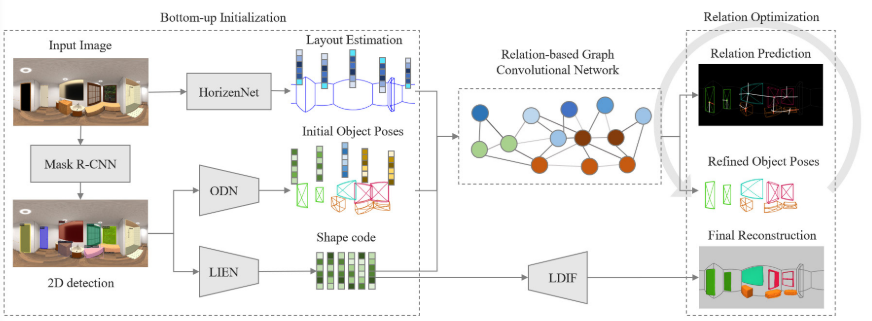 Bottom-up Initialization
Relation Optimization
Input Image
Layout Estimation
Relation-based Graph
Convolutional Network
Relation Prediction
HorizenNet
Initial Object Poses
Mask R-CNN
ODN
Refined Object Poses
Shape code
Final Reconstruction
LIEN
LDIF
2D detection